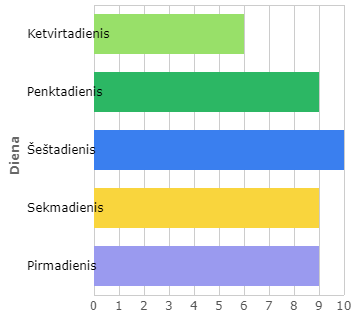 Ketvirtadienis
Penktadienis
Šeštadienis
Sekmadienis
Pirmadienis
Diena
0 1 2 3 4 5 6 7 8 9 10